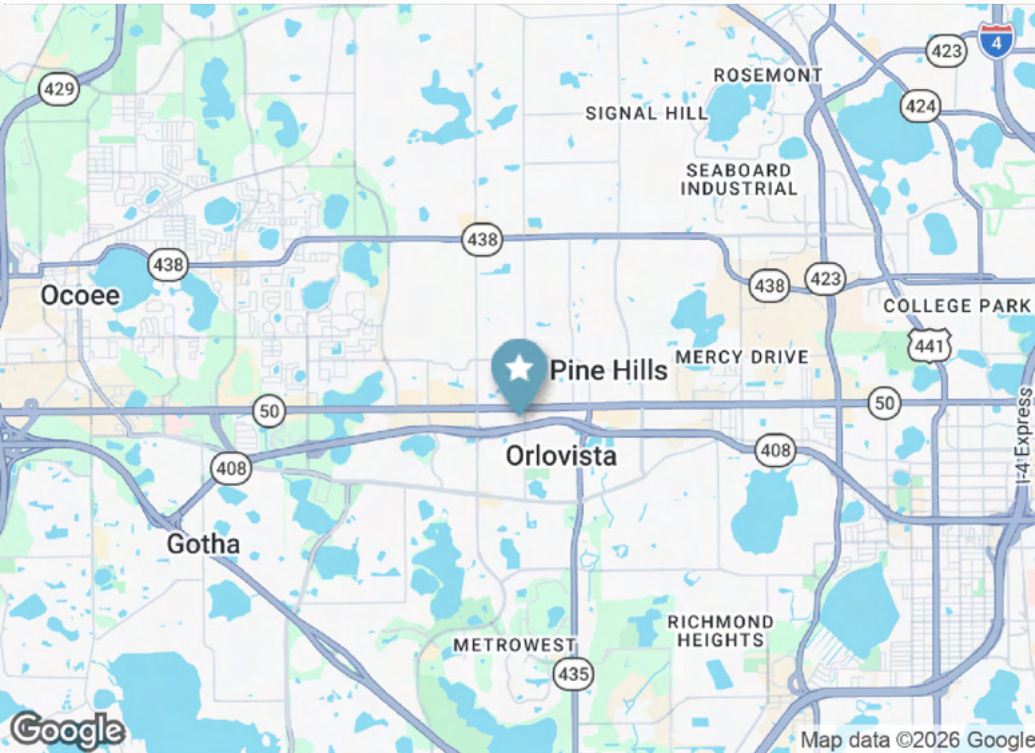 4
423
429
ROSEMONT
424
SIGNAL HILL
SEABOARD
INDUSTRIAL
438
438
423
438
Ocoee
COLLEGE PARK
441
MERCY DRIVE
Pine Hills
50
50
Orlovista
408
408
I-4 Express
Gotha
RICHMOND
HEIGHTS
METROWEST
435
Google
Map data ©2026 Google